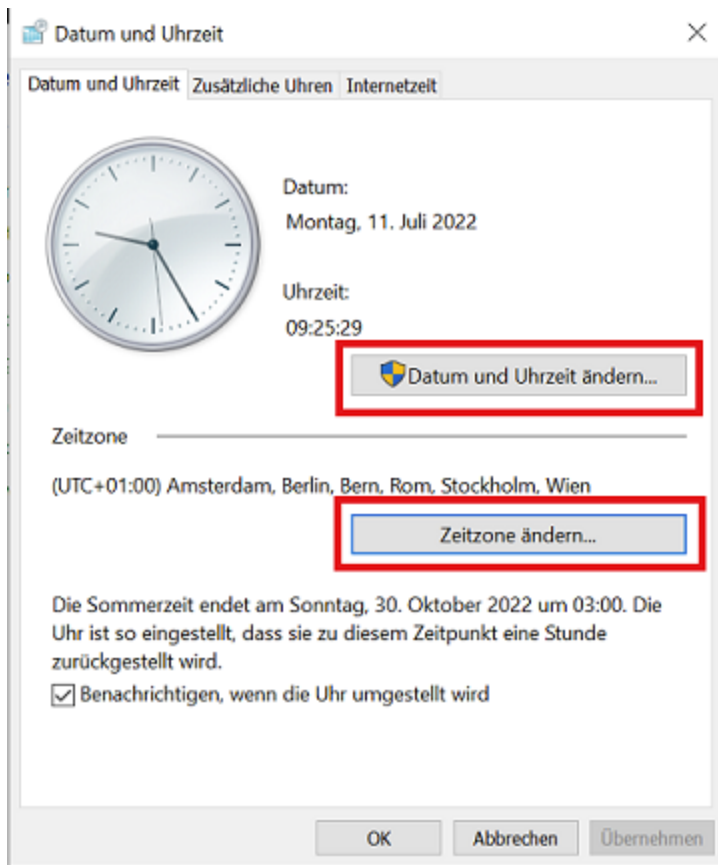 Datum und Uhrzeit
Datum und Uhrzeit Zusätzliche Uhren Internetzeit
Datum:
Montag, 11. Juli 2022
Uhrzeit:
09:25:29
Datum und Uhrzeit ändern...
Zeitzone
(UTC+01:00) Amsterdam, Berlin, Bern, Rom, Stockholm, Wien
Zeitzone ändern...
Die Sommerzeit endet am Sonntag, 30. Oktober 2022 um 03:00. Die
Uhr ist so eingestellt, dass sie zu diesem Zeitpunkt eine Stunde
zurückgestellt wird.
Benachrichtigen, wenn die Uhr umgestellt wird
OK Abbrechen Übernehmen